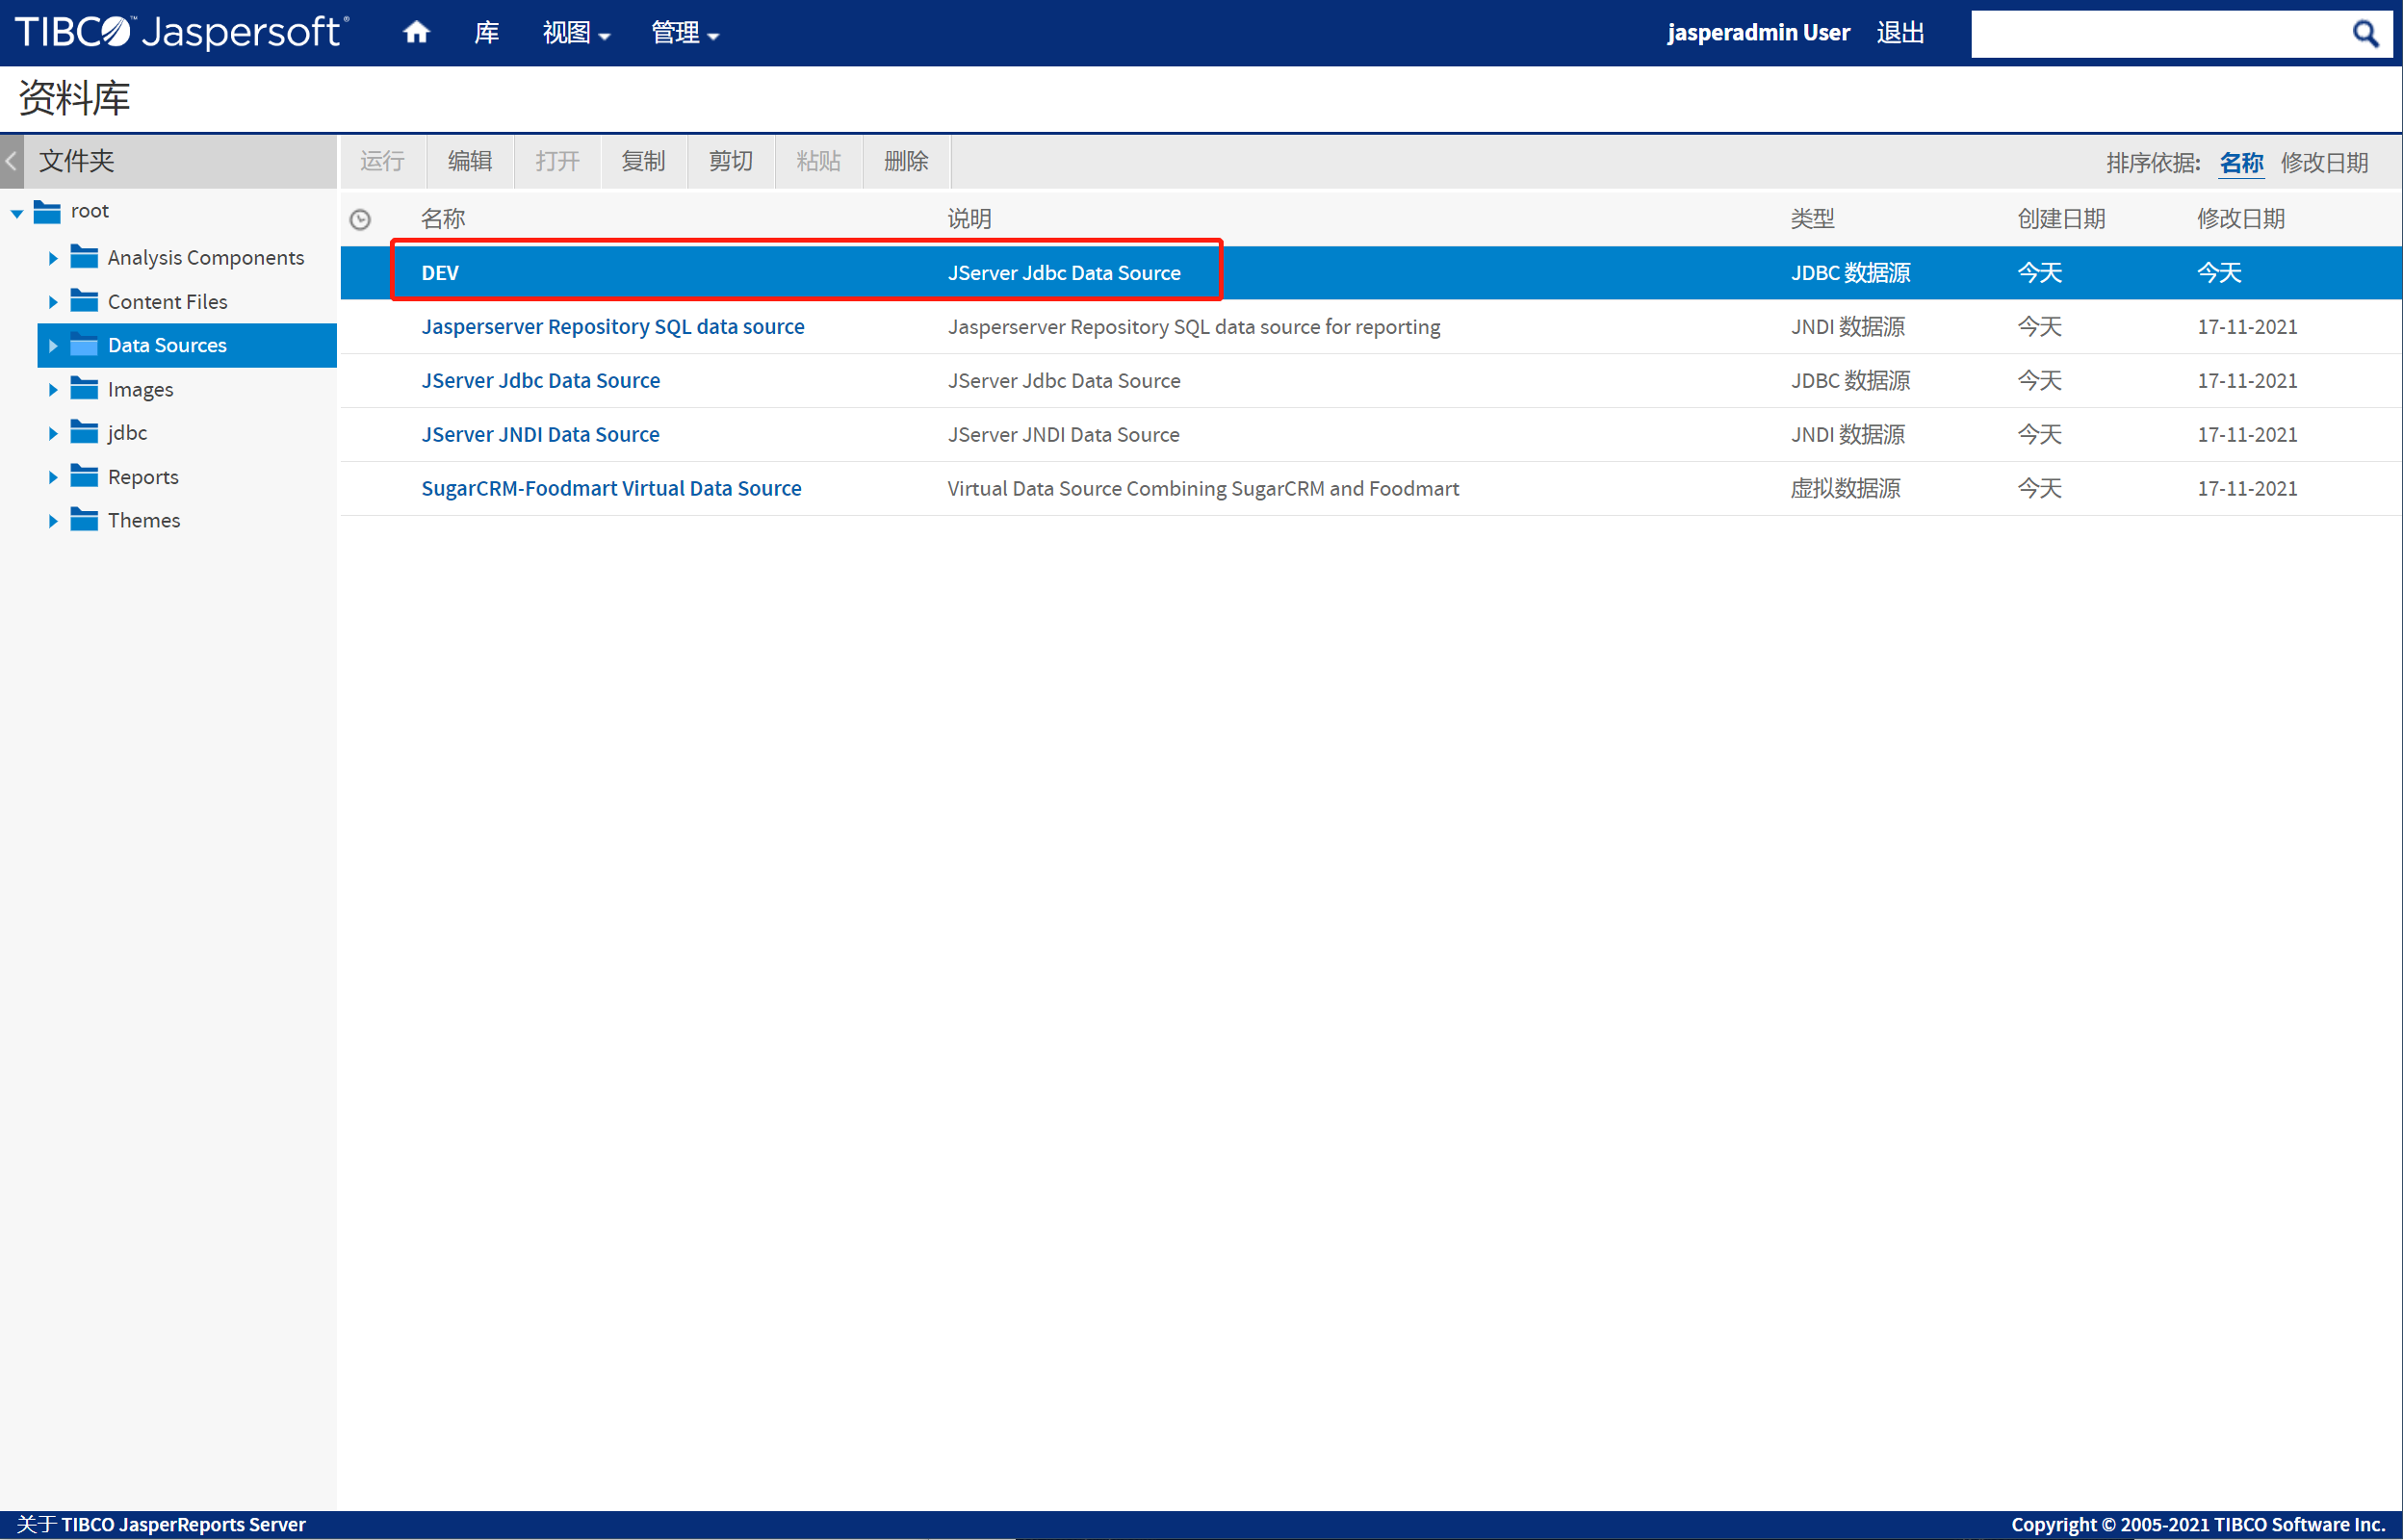 TIBCO™ Jaspersoft® 库 视图 管理 jasperadmin User 退出
资料库
文件夹 运行 编辑 打开 复制 剪切 粘贴 删除 排序依据: 名称 修改日期
root
Analysis Components
Content Files
Data Sources
Images
jdbc
Reports
Themes
名称 说明 类型 创建日期 修改日期
DEV JServer Jdbc Data Source JDBC 数据源 今天 今天
Jasperserver Repository SQL data source Jasperserver Repository SQL data source for reporting JNDI 数据源 今天 17-11-2021
JServer Jdbc Data Source JServer Jdbc Data Source JDBC 数据源 今天 17-11-2021
JServer JNDI Data Source JServer JNDI Data Source JNDI 数据源 今天 17-11-2021
SugarCRM-Foodmart Virtual Data Source Virtual Data Source Combining SugarCRM and Foodmart 虚拟数据源 今天 17-11-2021
关于 TIBCO JasperReports Server Copyright © 2005-2021 TIBCO Software Inc.